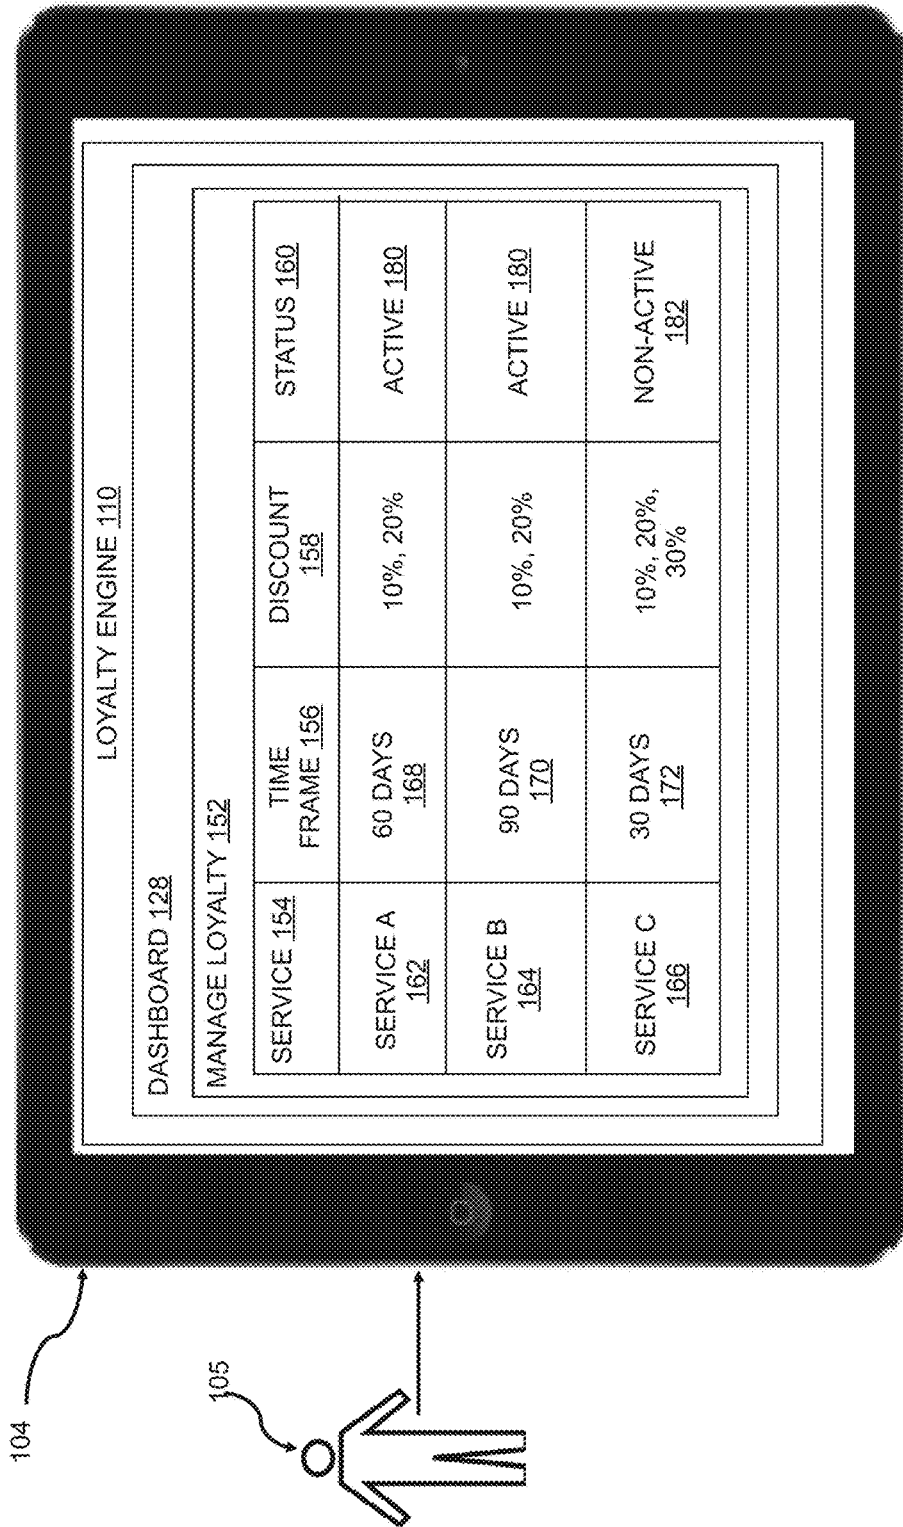 LOYALTY ENGINE 110
DASHBOARD 128
MANAGE LOYALTY 152
SERVICE 154
TIME
FRAME 156
DISCOUNT
158
STATUS 160
SERVICE A
162
60 DAYS
168
10%, 20%
ACTIVE 180
SERVICE B
164
90 DAYS
170
10%, 20%
ACTIVE 180
SERVICE C
166
30 DAYS
172
10%, 20%,
30%
NON-ACTIVE
182
104
105